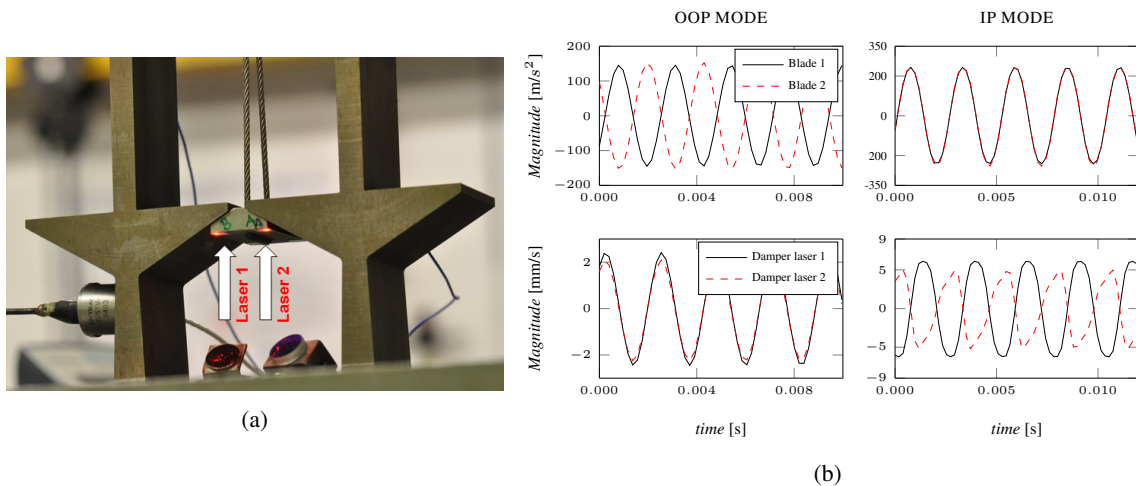 B A
Laser 1
Laser 2
(a)
OOP MODE
IP MODE
Magnitude [m/s²]
200
100
0
−100
−200
0.000 0.004 0.008
Blade 1
Blade 2
350
200
0
200
-350
0.000 0.005 0.010
Magnitude [mm/s]
2
0
−2
0.000 0.004 0.008
Damper laser 1
Damper laser 2
9
5
0
−5
−9
0.000 0.005 0.010
time [s]
time [s]
(b)